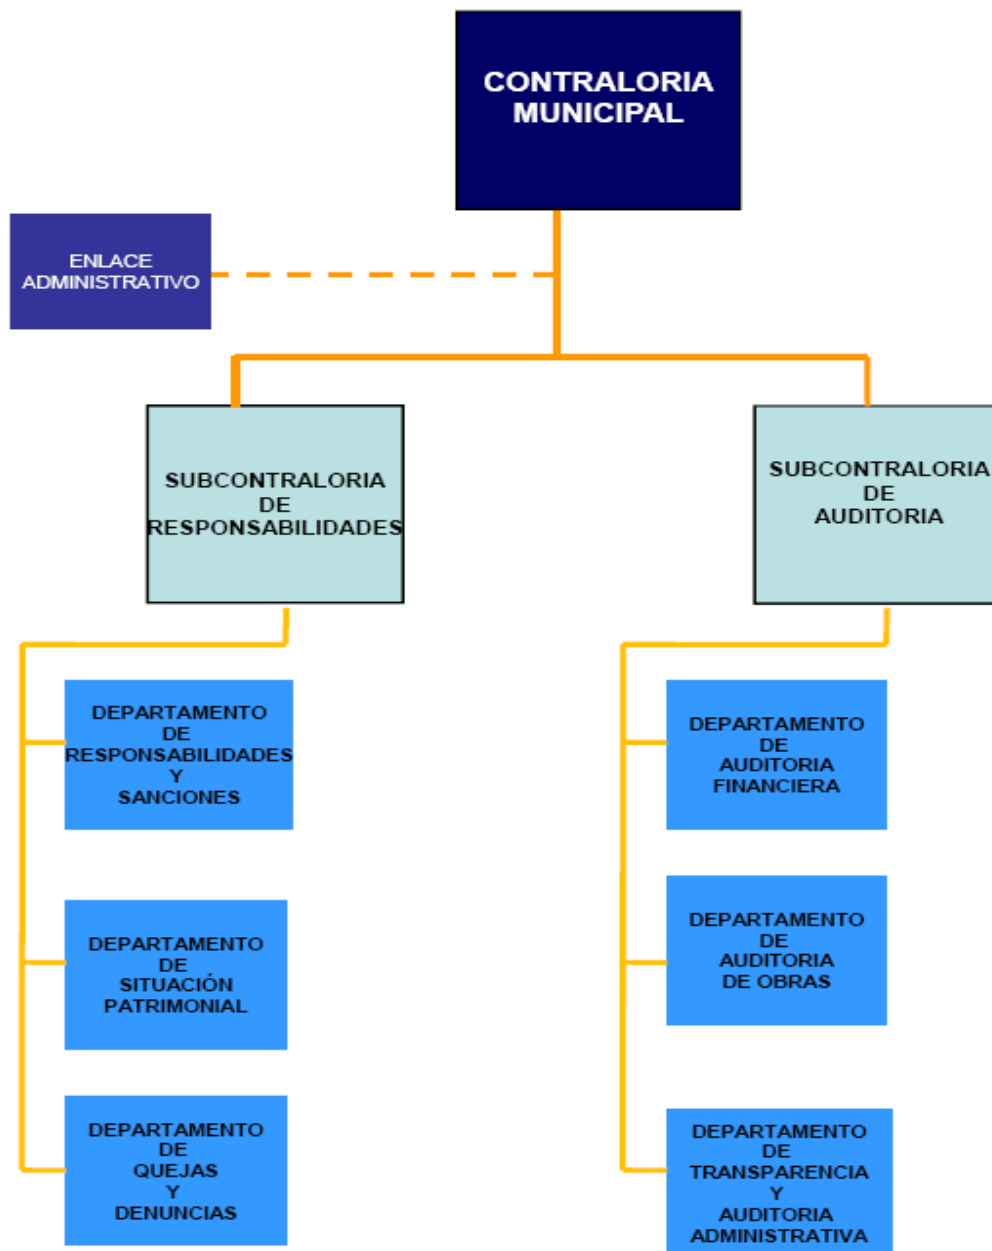 CONTRALORIA
MUNICIPAL
ENLACE
ADMINISTRATIVO
SUBCONTRALORIA
DE
RESPONSABILIDADES
SUBCONTRALORIA
DE
AUDITORIA
DEPARTAMENTO
DE
RESPONSABILIDADES
Y
SANCIONES
DEPARTAMENTO
DE
SITUACIÓN
PATRIMONIAL
DEPARTAMENTO
DE
QUEJAS
Y
DENUNCIAS
DEPARTAMENTO
DE
AUDITORIA
FINANCIERA
DEPARTAMENTO
DE
AUDITORIA
DE OBRAS
DEPARTAMENTO
DE
TRANSPARENCIA
Y
AUDITORIA
ADMINISTRATIVA